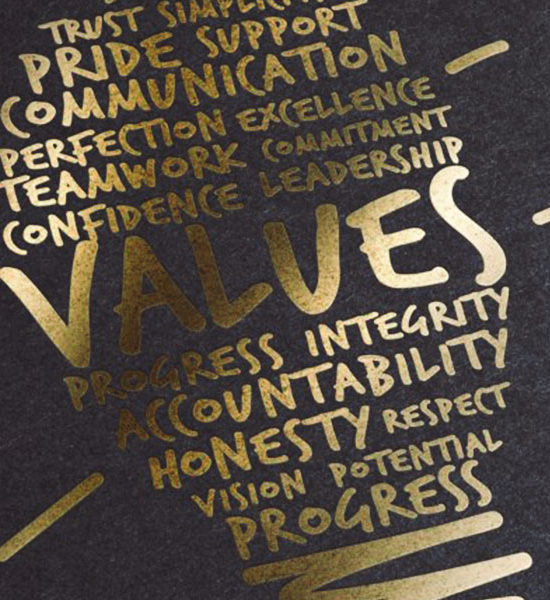 TRUST SIMPLICITY
PRIDE SUPPORT
COMMUNICATION
PERFECTION EXCELLENCE
TEAMWORK COMMITMENT
CONFIDENCE LEADERSHIP
VALUES
PROGRESS INTEGRITY
ACCOUNTABILITY
HONESTY RESPECT
VISION POTENTIAL
PROGRESS